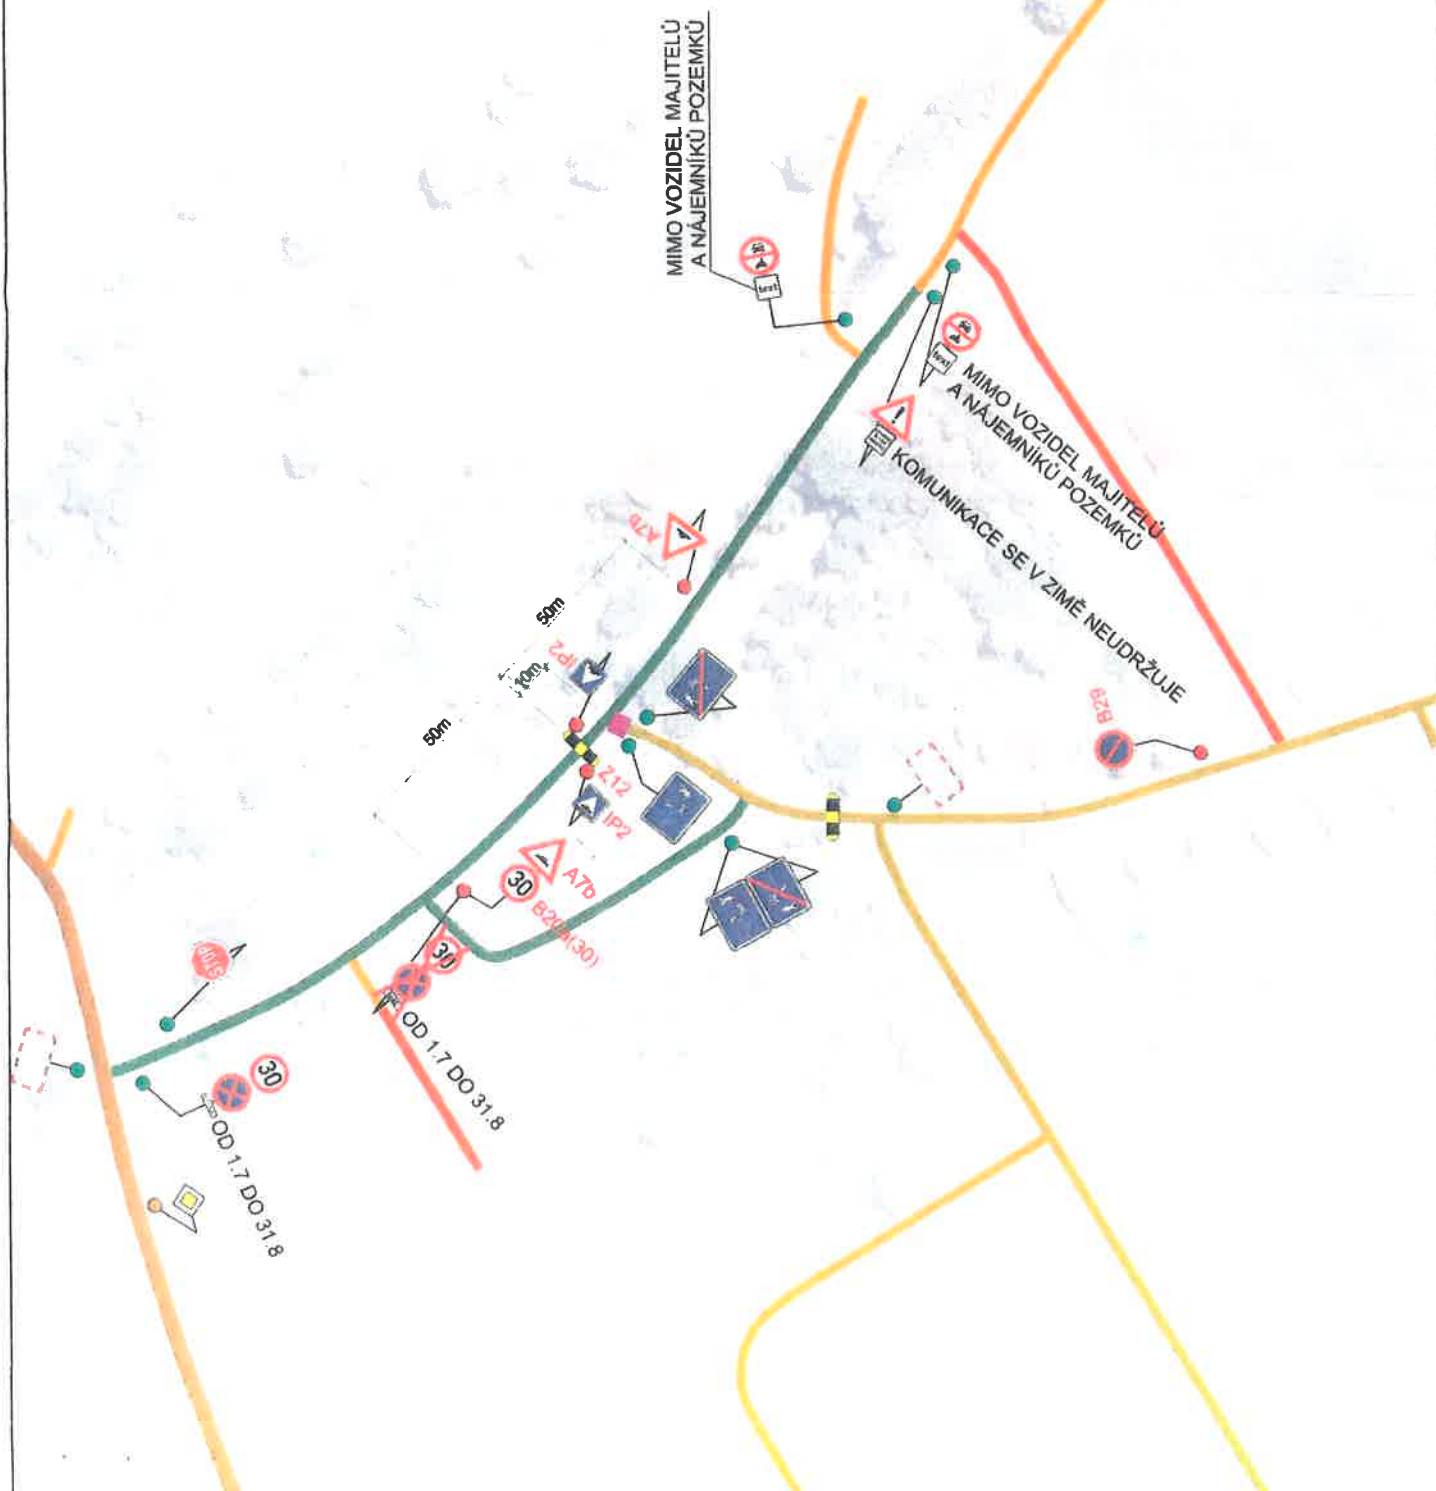 MIMO VOZIDEL MAJITELŮ
A NÁJEMNÍKŮ POZEMKŮ
text
text
MIMO VOZIDEL MAJITELŮ
A NÁJEMNÍKŮ POZEMKŮ
!
KOMUNIKACE SE V ZIMĚ NEUDRŽUJE
A7b
50m
IP2
10m
50m
Z12
IP2
A7b
30
B20a(30)
B29
STOP
30
OD 1.7 DO 31.8
30
OD 1.7 DO 31.8